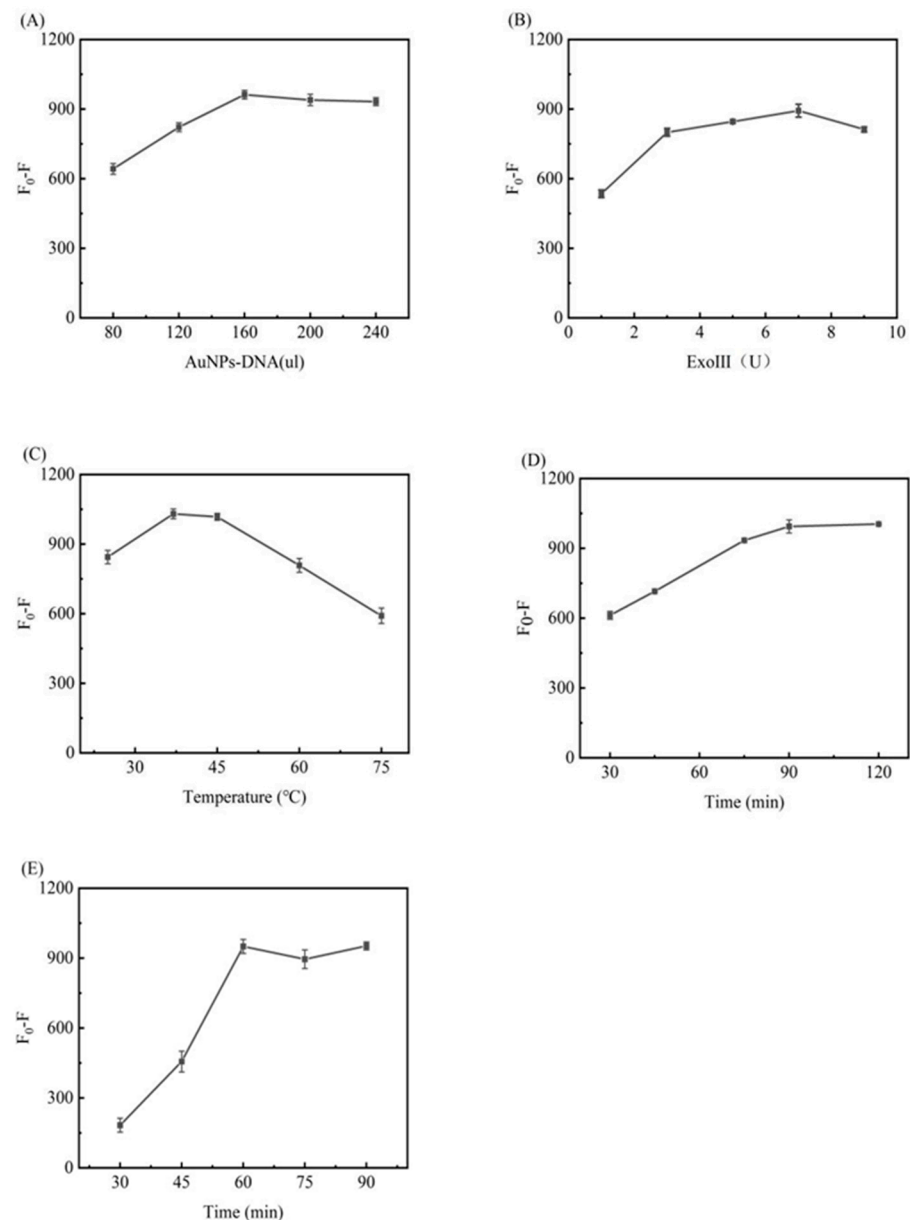 (A)
1200
900
600
300
0
F₀-F
80 120 160 200 240
AuNPs-DNA(ul)
(B)
1200
900
600
300
0
F₀-F
0 2 4 6 8 10
ExoIII（U）
(C)
1200
900
600
300
0
F₀-F
30 45 60 75
Temperature (℃)
(D)
1200
900
600
300
0
F0-F
30 60 90 120
Time (min)
(E)
1200
900
600
300
0
F₀-F
30 45 60 75 90
Time (min)